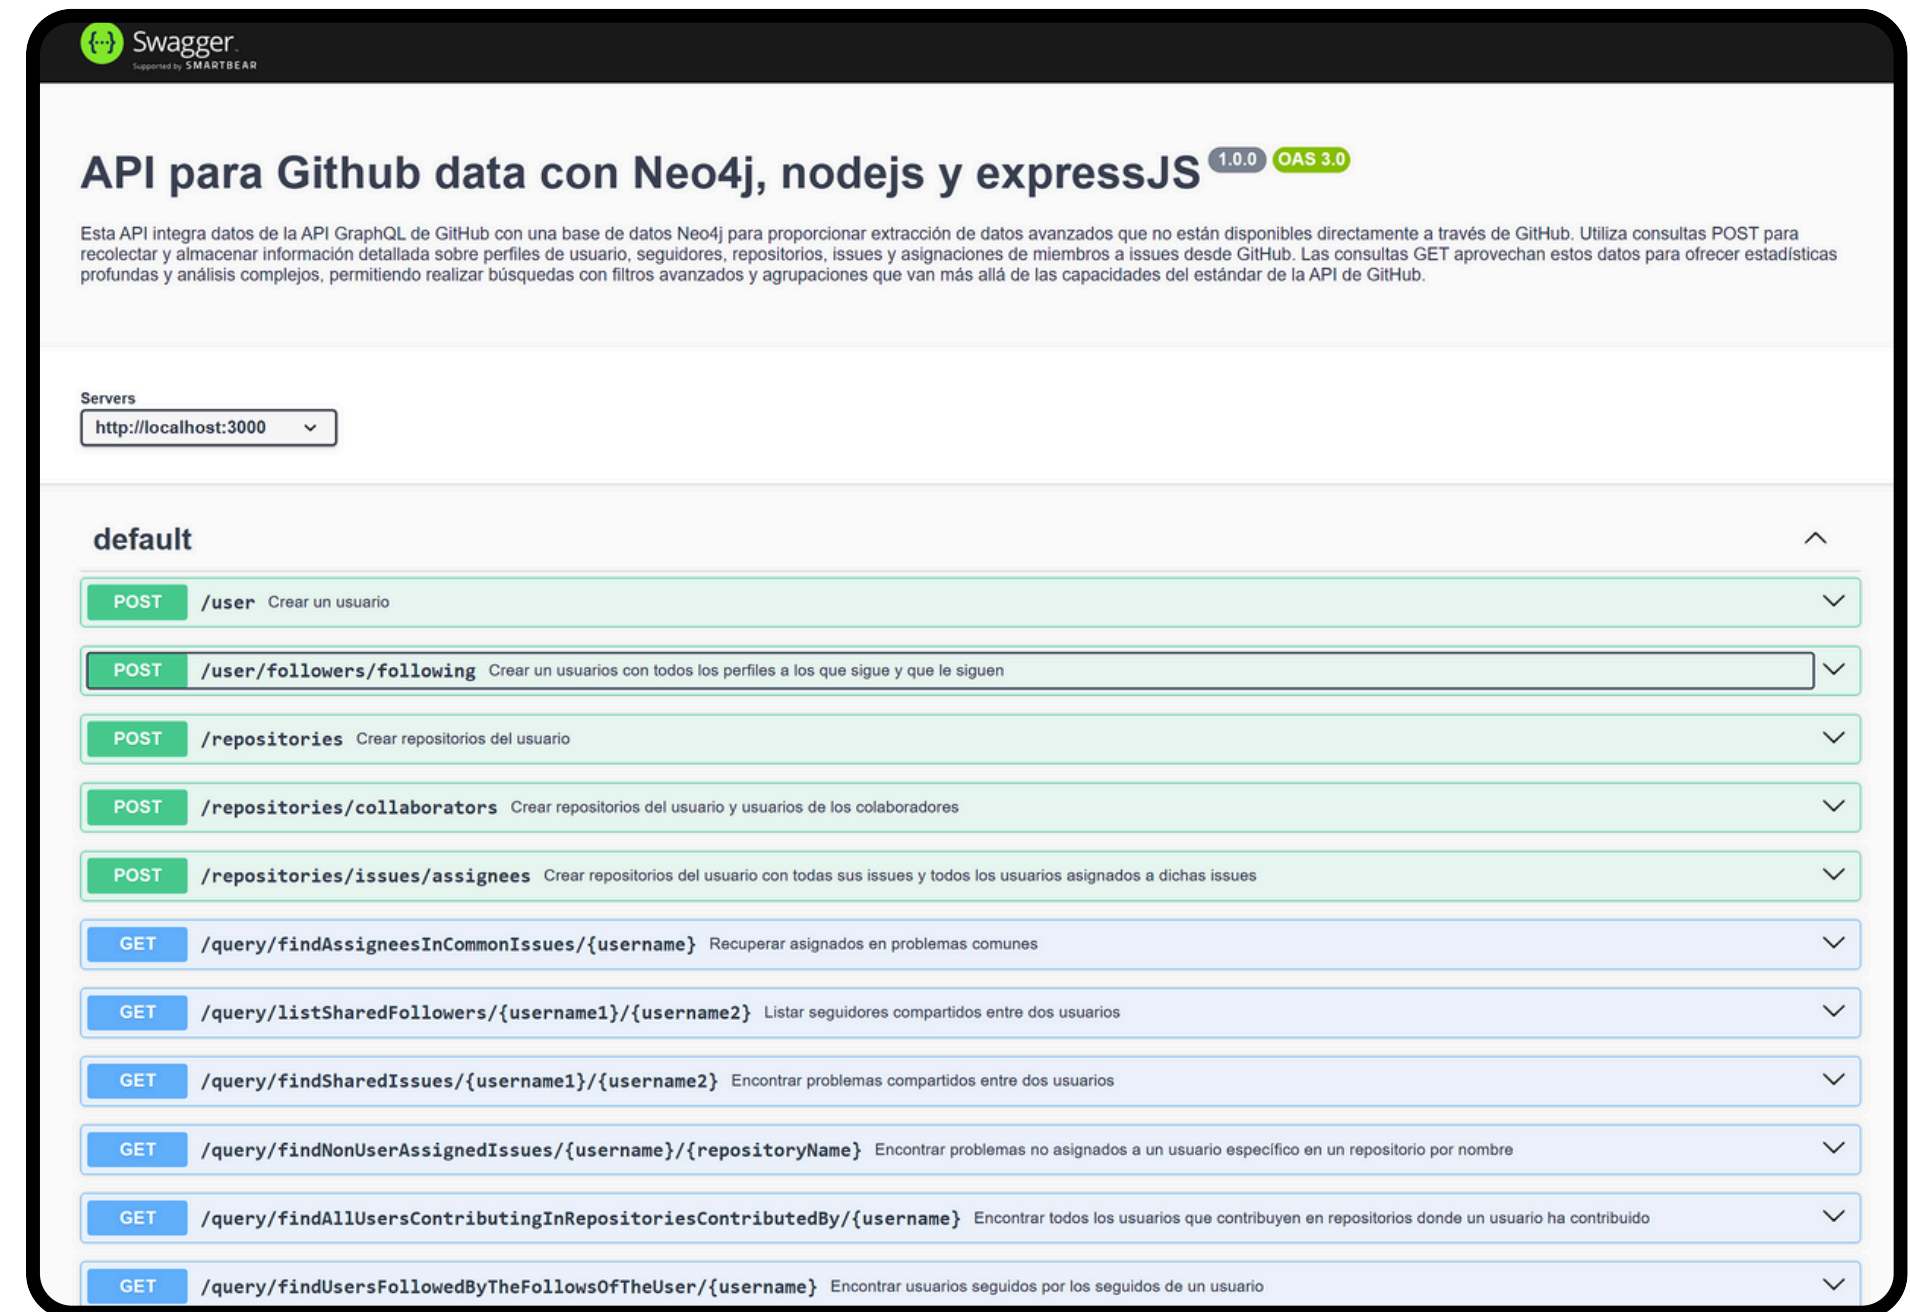 {···} Swagger.
Supported by SMARTBEAR
API para Github data con Neo4j, nodejs y expressJS 1.0.0 OAS 3.0
Esta API integra datos de la API GraphQL de GitHub con una base de datos Neo4j para proporcionar extracción de datos avanzados que no están disponibles directamente a través de GitHub. Utiliza consultas POST para
recolectar y almacenar información detallada sobre perfiles de usuario, seguidores, repositorios, issues y asignaciones de miembros a issues desde GitHub. Las consultas GET aprovechan estos datos para ofrecer estadísticas
profundas y análisis complejos, permitiendo realizar búsquedas con filtros avanzados y agrupaciones que van más allá de las capacidades del estándar de la API de GitHub.
Servers
http://localhost:3000
default
POST /user Crear un usuario
POST /user/followers/following Crear un usuarios con todos los perfiles a los que sigue y que le siguen
POST /repositories Crear repositorios del usuario
POST /repositories/collaborators Crear repositorios del usuario y usuarios de los colaboradores
POST /repositories/issues/assignees Crear repositorios del usuario con todas sus issues y todos los usuarios asignados a dichas issues
GET /query/findAssigneesInCommonIssues/{username} Recuperar asignados en problemas comunes
GET /query/listSharedFollowers/{username1}/{username2} Listar seguidores compartidos entre dos usuarios
GET /query/findSharedIssues/{username1}/{username2} Encontrar problemas compartidos entre dos usuarios
GET /query/findNonUserAssignedIssues/{username}/{repositoryName} Encontrar problemas no asignados a un usuario específico en un repositorio por nombre
GET /query/findAllUsersContributingInRepositoriesContributedBy/{username} Encontrar todos los usuarios que contribuyen en repositorios donde un usuario ha contribuido
GET /query/findUsersFollowedByTheFollowsOfTheUser/{username} Encontrar usuarios seguidos por los seguidos de un usuario